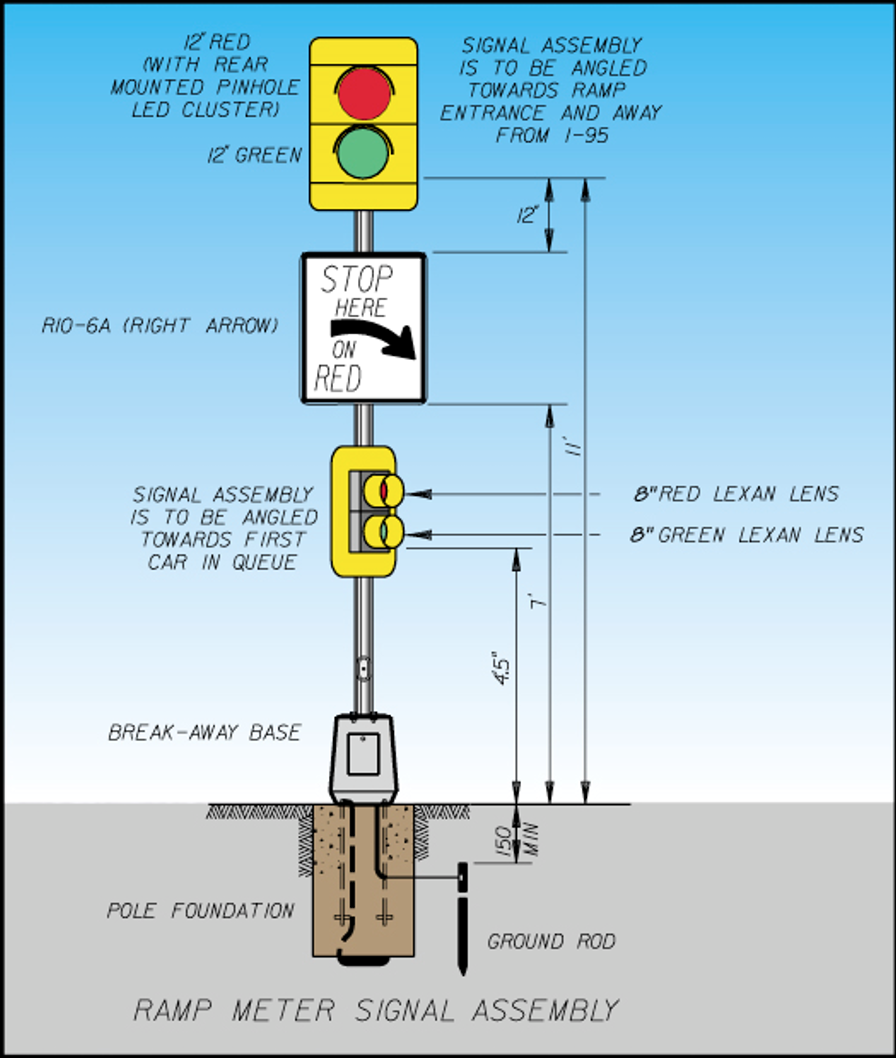 12" RED
(WITH REAR
MOUNTED PINHOLE
LED CLUSTER)
SIGNAL ASSEMBLY
IS TO BE ANGLED
TOWARDS RAMP
ENTRANCE AND AWAY
FROM I-95
12" GREEN
12"
STOP
HERE
ON
RED
R10-6A (RIGHT ARROW)
11'
SIGNAL ASSEMBLY
IS TO BE ANGLED
TOWARDS FIRST
CAR IN QUEUE
8" RED LEXAN LENS
8" GREEN LEXAN LENS
7'
4.5"
BREAK-AWAY BASE
150
MIN
POLE FOUNDATION
GROUND ROD
RAMP METER SIGNAL ASSEMBLY